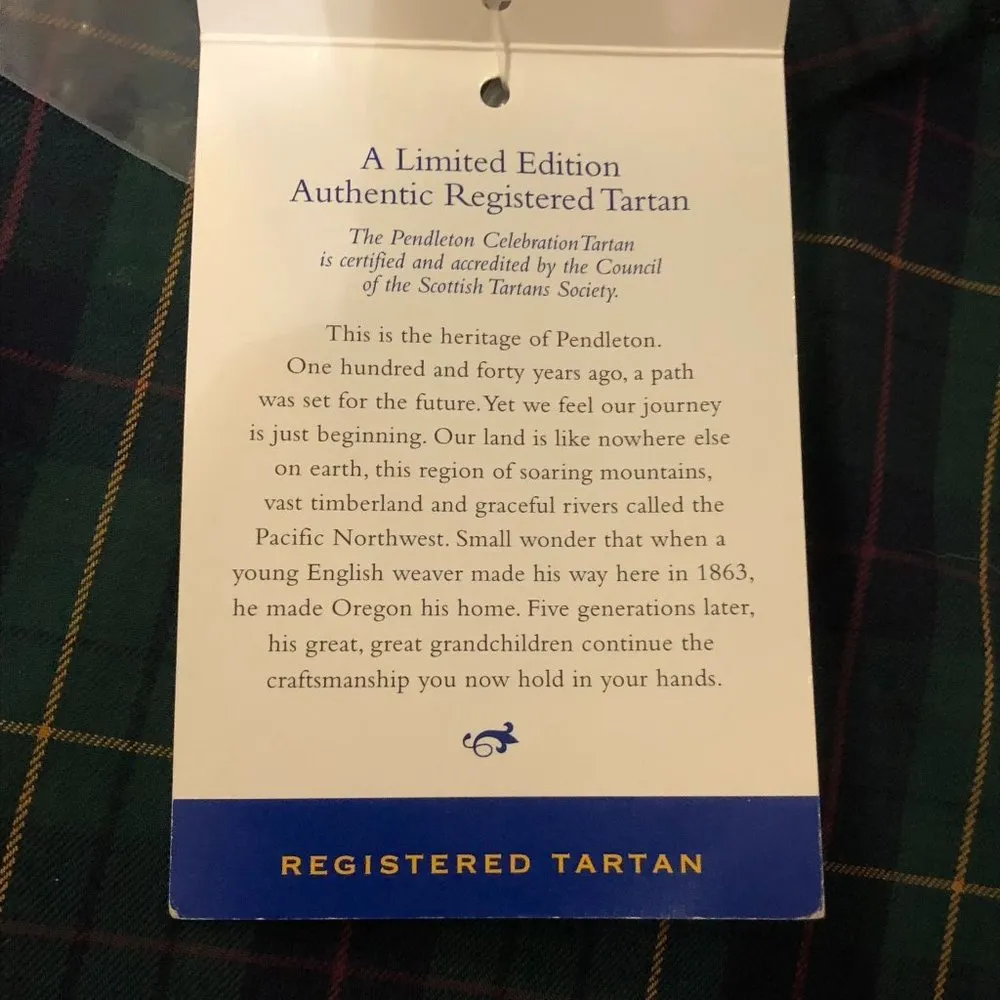 A Limited Edition
Authentic Registered Tartan
The Pendleton Celebration Tartan
is certified and accredited by the Council
of the Scottish Tartans Society.
This is the heritage of Pendleton.
One hundred and forty years ago, a path
was set for the future. Yet we feel our journey
is just beginning. Our land is like nowhere else
on earth, this region of soaring mountains,
vast timberland and graceful rivers called the
Pacific Northwest. Small wonder that when a
young English weaver made his way here in 1863,
he made Oregon his home. Five generations later,
his great, great grandchildren continue the
craftsmanship you now hold in your hands.
REGISTERED TARTAN